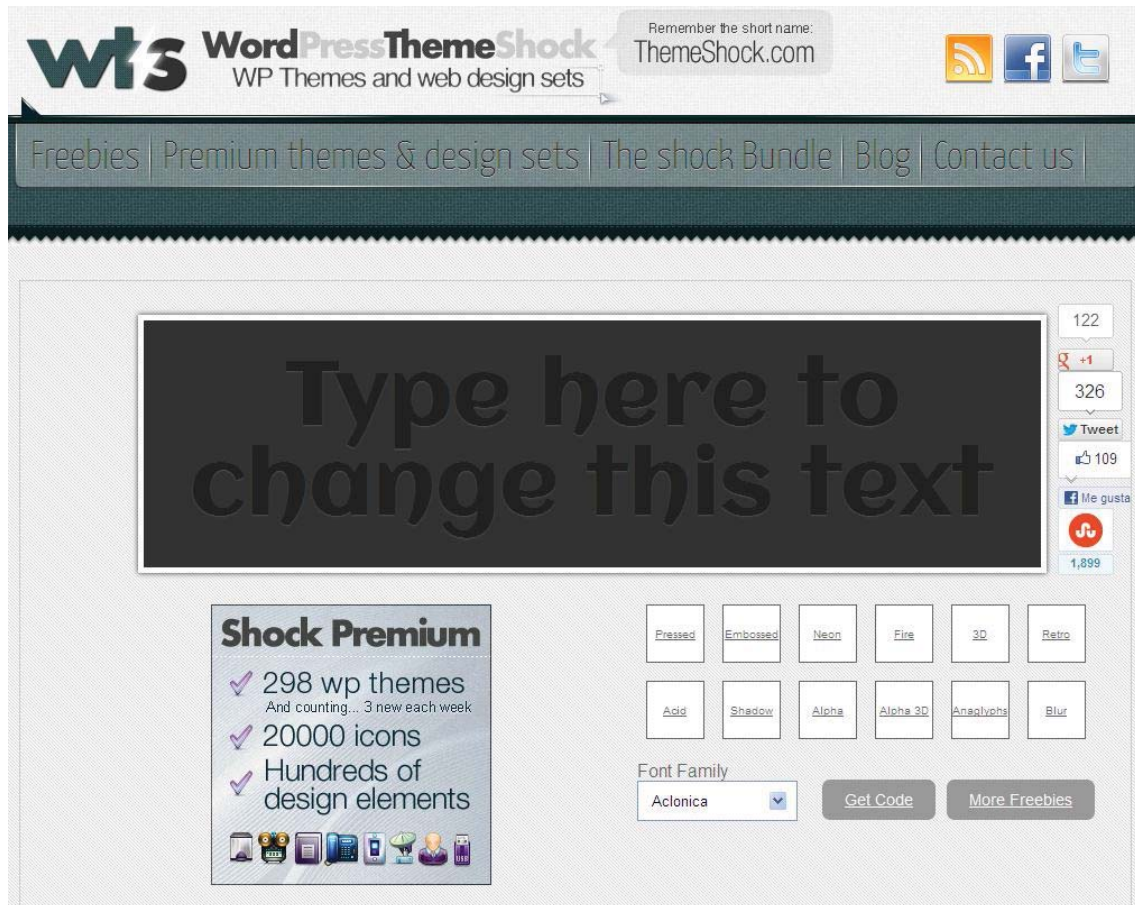 wts WordPressThemeShock
WP Themes and web design sets
Remember the short name:
ThemeShock.com
Freebies Premium themes & design sets The shock Bundle Blog Contact us
Type here to
change this text
122
+1
326
Tweet
109
Me gusta
1,899
Shock Premium
298 wp themes
And counting... 3 new each week
20000 icons
Hundreds of
design elements
USB
Pressed Embossed Neon Fire 3D Retro
Acid Shadow Alpha Alpha 3D Anaglyphs Blur
Font Family
Aclonica
Get Code More Freebies